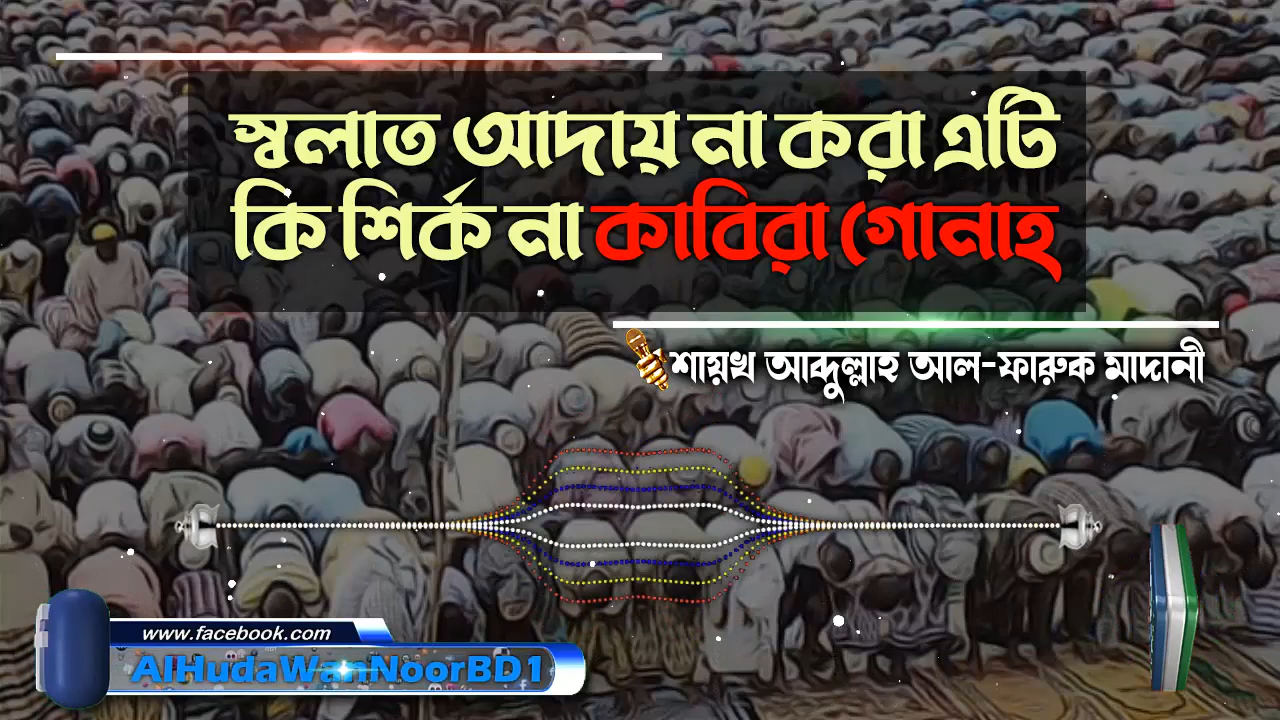 স্বলাত আদায় না করা এটি
কি শির্ক না কাবিরা গোনাহ
শায়খ আব্দুল্লাহ আল-ফারুক মাদানী
www.facebook.com
AlHudaWanNoorBD1